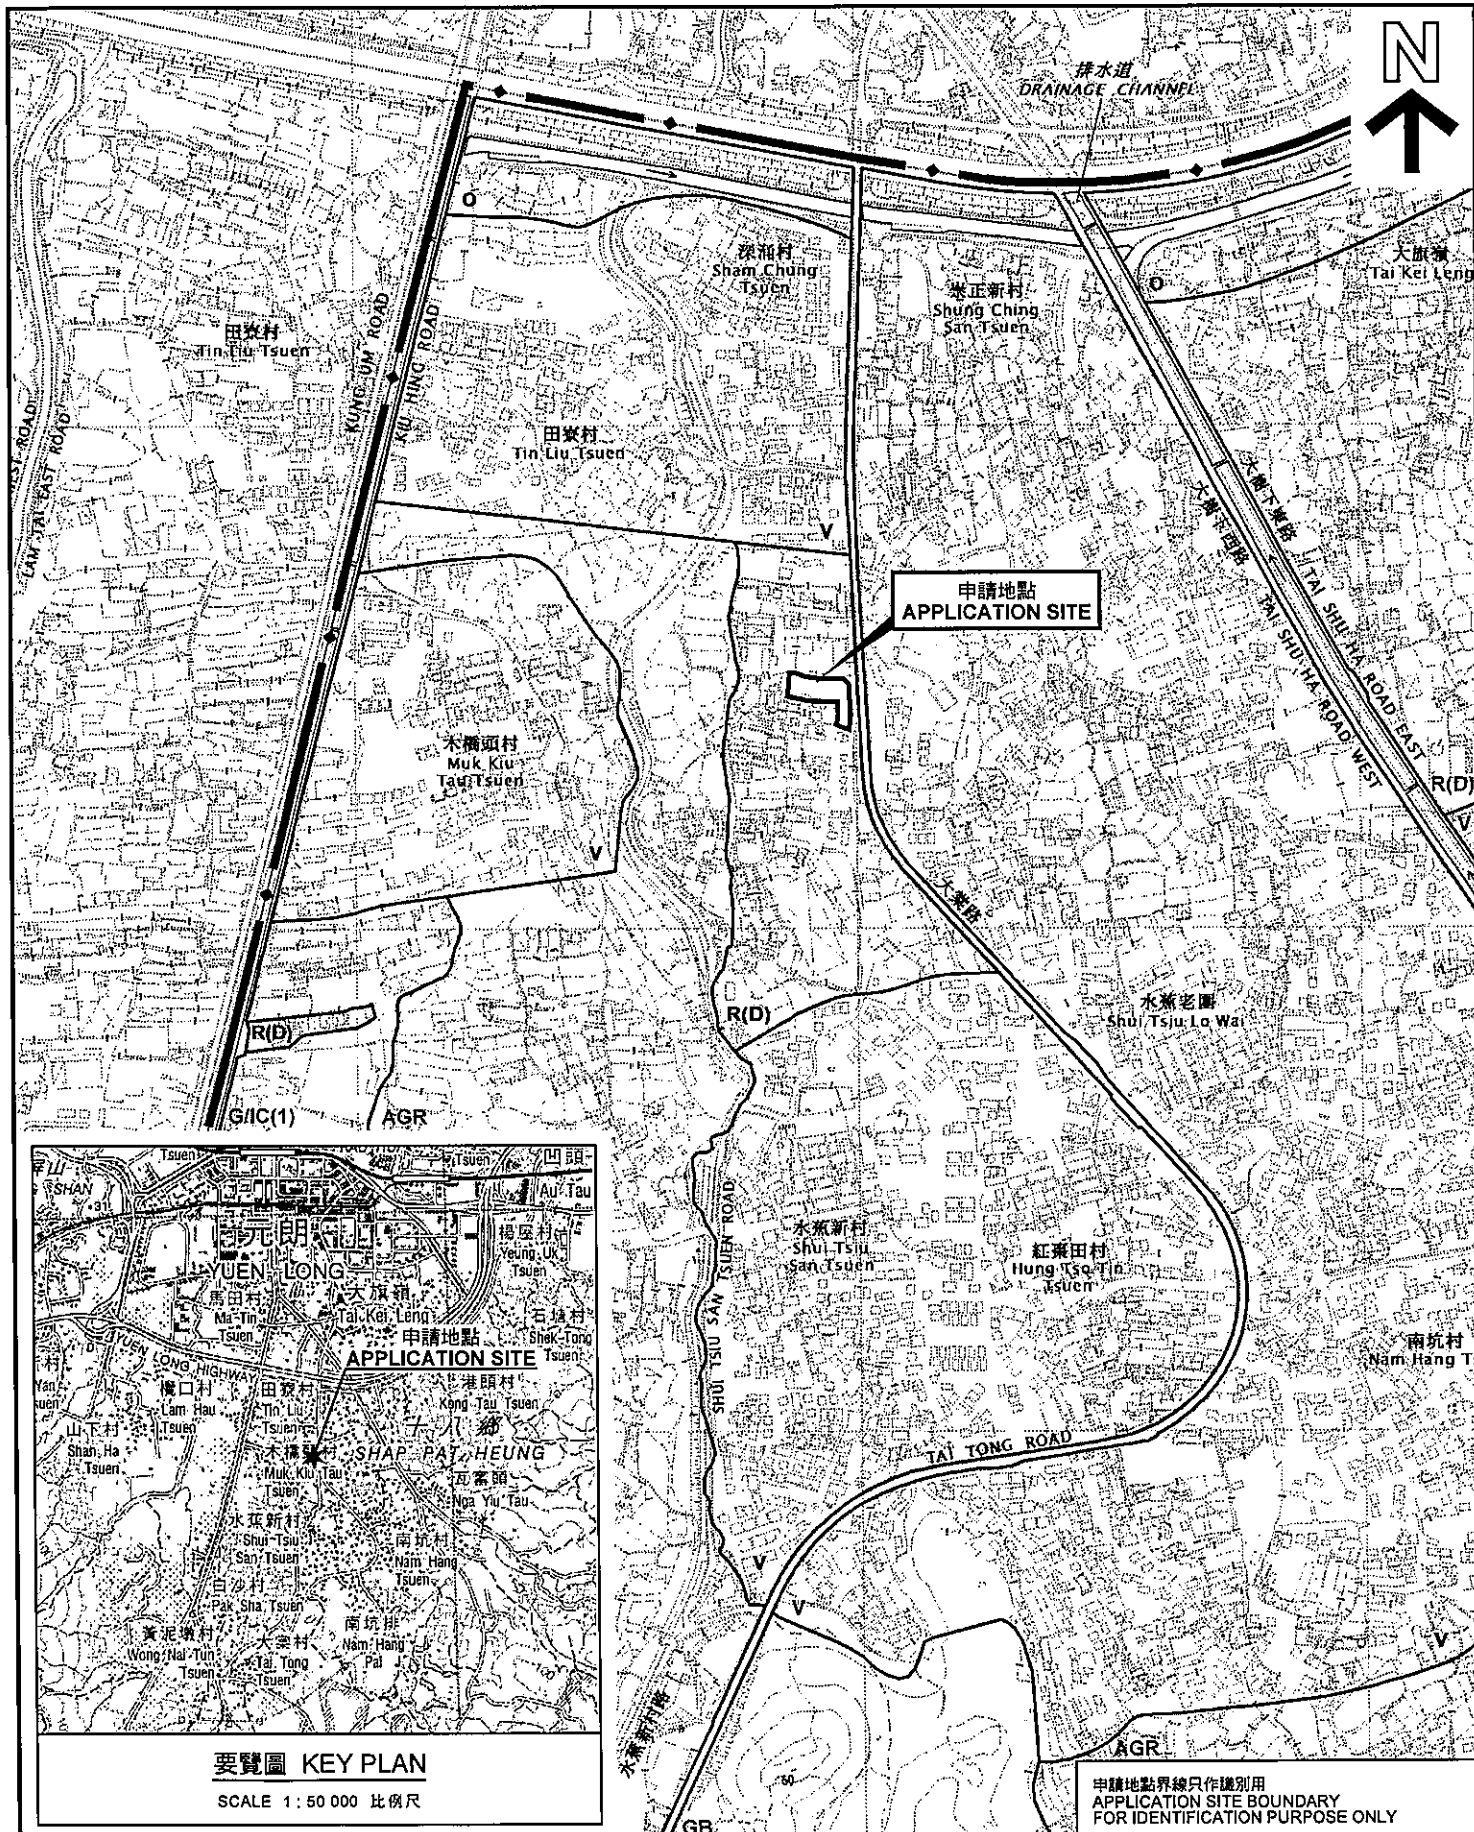 N
排水道
DRAINAGE CHANNEL
O
深涌村
Sham Chung
Tsuen
崇正新村
Shung Ching
San Tsuen
大旗嶺
Tai Kei Leng
O
田寮村
Tin Liu Tsuen
KUNG UM ROAD
KIU HING ROAD
田寮村
Tin Liu Tsuen
LAM TAI EAST ROAD
大樹下東路
TAI SHU HA ROAD EAST
大樹下西路
TAI SHU HA ROAD WEST
V
申請地點
APPLICATION SITE
木橋頭村
Muk Kiu
Tau Tsuen
V
R(D)
V
大棠路
水蕉老圍
Shui Tsiu Lo Wai
R(D)
R(D)
G/IC(1)
AGR
SHUI TSIU SAN TSUEN ROAD
水蕉新村
Shui Tsiu
San Tsuen
紅棗田村
Hung Tso Tin
Tsuen
南坑村
Nam Hang T
TAI TONG ROAD
V
V
V
水蕉新村路
60
GB
AGR
申請地點界線只作識別用
APPLICATION SITE BOUNDARY
FOR IDENTIFICATION PURPOSE ONLY
Tsuen
Tsuen
凹頭
Au Tau
山
SHAN
元朗
YUEN LONG
楊屋村
Yeung Uk
Tsuen
馬田村
Ma Tin
Tsuen
大旗嶺
Tai Kei Leng
石塘村
Shek Tong
Tsuen
申請地點
APPLICATION SITE
YUEN LONG HIGHWAY
村
Yan
suen
欖口村
Lam Hau
Tsuen
田寮村
Tin Liu
Tsuen
港頭村
Kong Tau Tsuen
山下村
Shan Ha
Tsuen
十八鄉
SHAP PAT HEUNG
木橋頭村
Muk Kiu Tau
Tsuen
瓦窰頭
Nga Yiu Tau
水蕉新村
Shui Tsiu
San Tsuen
南坑村
Nam Hang
Tsuen
白沙村
Pak Sha Tsuen
黃泥墩村
Wong Nai Tun
Tsuen
大棠村
Tai Tong
Tsuen
南坑排
Nam Hang
Pai
100
要覽圖 KEY PLAN
SCALE 1 : 50 000 比例尺